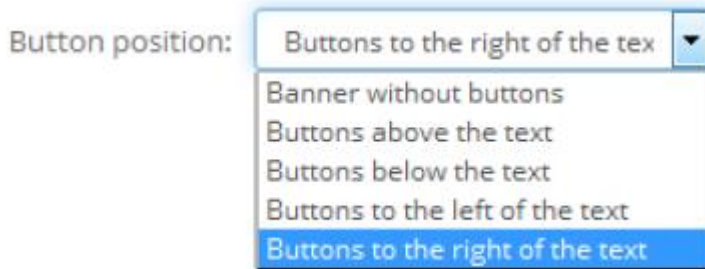 Button position: Buttons to the right of the tex
Banner without buttons
Buttons above the text
Buttons below the text
Buttons to the left of the text
Buttons to the right of the text